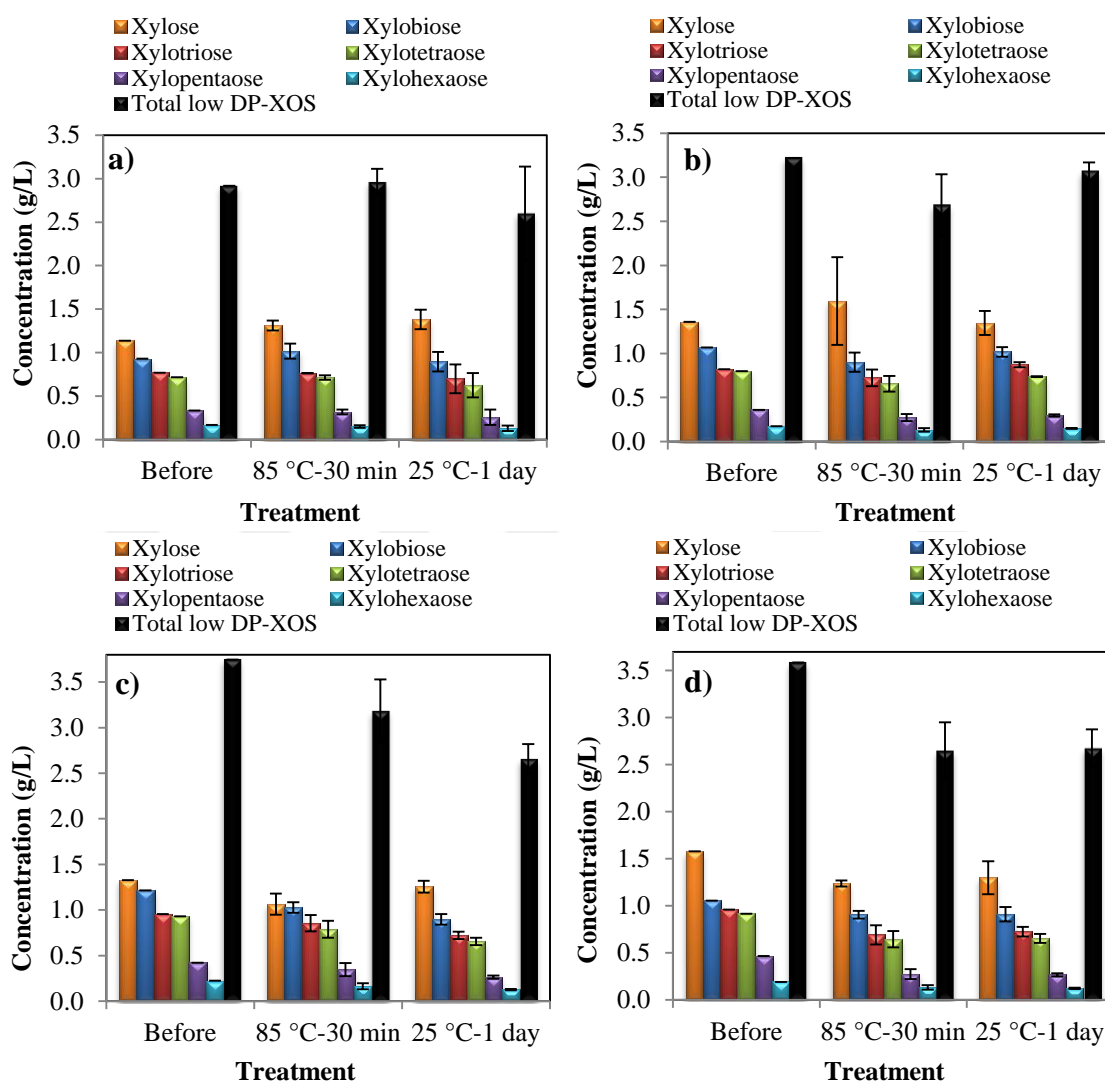 Xylose Xylobiose
Xylotriose Xylotetraose
Xylopentaose Xylohexaose
Total low DP-XOS
a)
Concentration (g/L)
3.5
3.0
2.5
2.0
1.5
1.0
0.5
0.0
Before 85 °C-30 min 25 °C-1 day
Treatment
Xylose Xylobiose
Xylotriose Xylotetraose
Xylopentaose Xylohexaose
Total low DP-XOS
b)
Concentration (g/L)
3.5
3.0
2.5
2.0
1.5
1.0
0.5
0.0
Before 85 °C-30 min 25 °C-1 day
Treatment
Xylose Xylobiose
Xylotriose Xylotetraose
Xylopentaose Xylohexaose
Total low DP-XOS
c)
Concentration (g/L)
3.5
3.0
2.5
2.0
1.5
1.0
0.5
0.0
Before 85 °C-30 min 25 °C-1 day
Treatment
Xylose Xylobiose
Xylotriose Xylotetraose
Xylopentaose Xylohexaose
Total low DP-XOS
d)
Concentration (g/L)
3.5
3.0
2.5
2.0
1.5
1.0
0.5
0.0
Before 85 °C-30 min 25 °C-1 day
Treatment